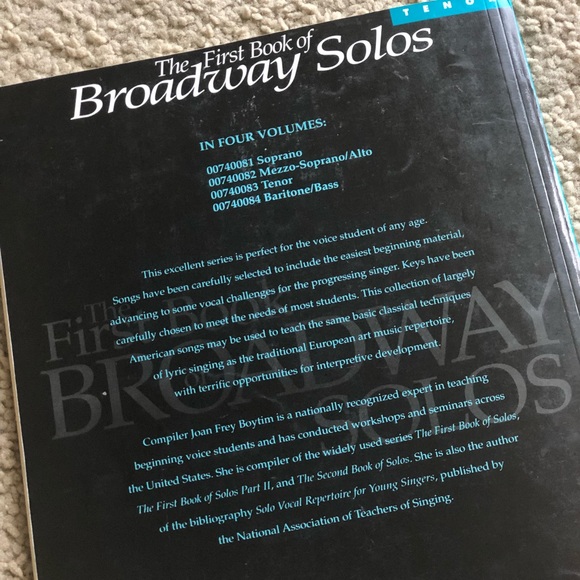 TENO
The First Book of
Broadway Solos
IN FOUR VOLUMES:
00740081 Soprano
00740082 Mezzo-Soprano/Alto
00740083 Tenor
00740084 Baritone/Bass
This excellent series is perfect for the voice student of any age.
Songs have been carefully selected to include the easiest beginning material,
advancing to some vocal challenges for the progressing singer. Keys have been
carefully chosen to meet the needs of most students. This collection of largely
American songs may be used to teach the same basic classical techniques
of lyric singing as the traditional European art music repertoire,
with terrific opportunities for interpretive development.
The
First Book
of
BROADWAY
SOLOS
Compiler Joan Frey Boytim is a nationally recognized expert in teaching
beginning voice students and has conducted workshops and seminars across
the United States. She is compiler of the widely used series The First Book of Solos,
The First Book of Solos Part II, and The Second Book of Solos. She is also the author
of the bibliography Solo Vocal Repertoire for Young Singers, published by
the National Association of Teachers of Singing.